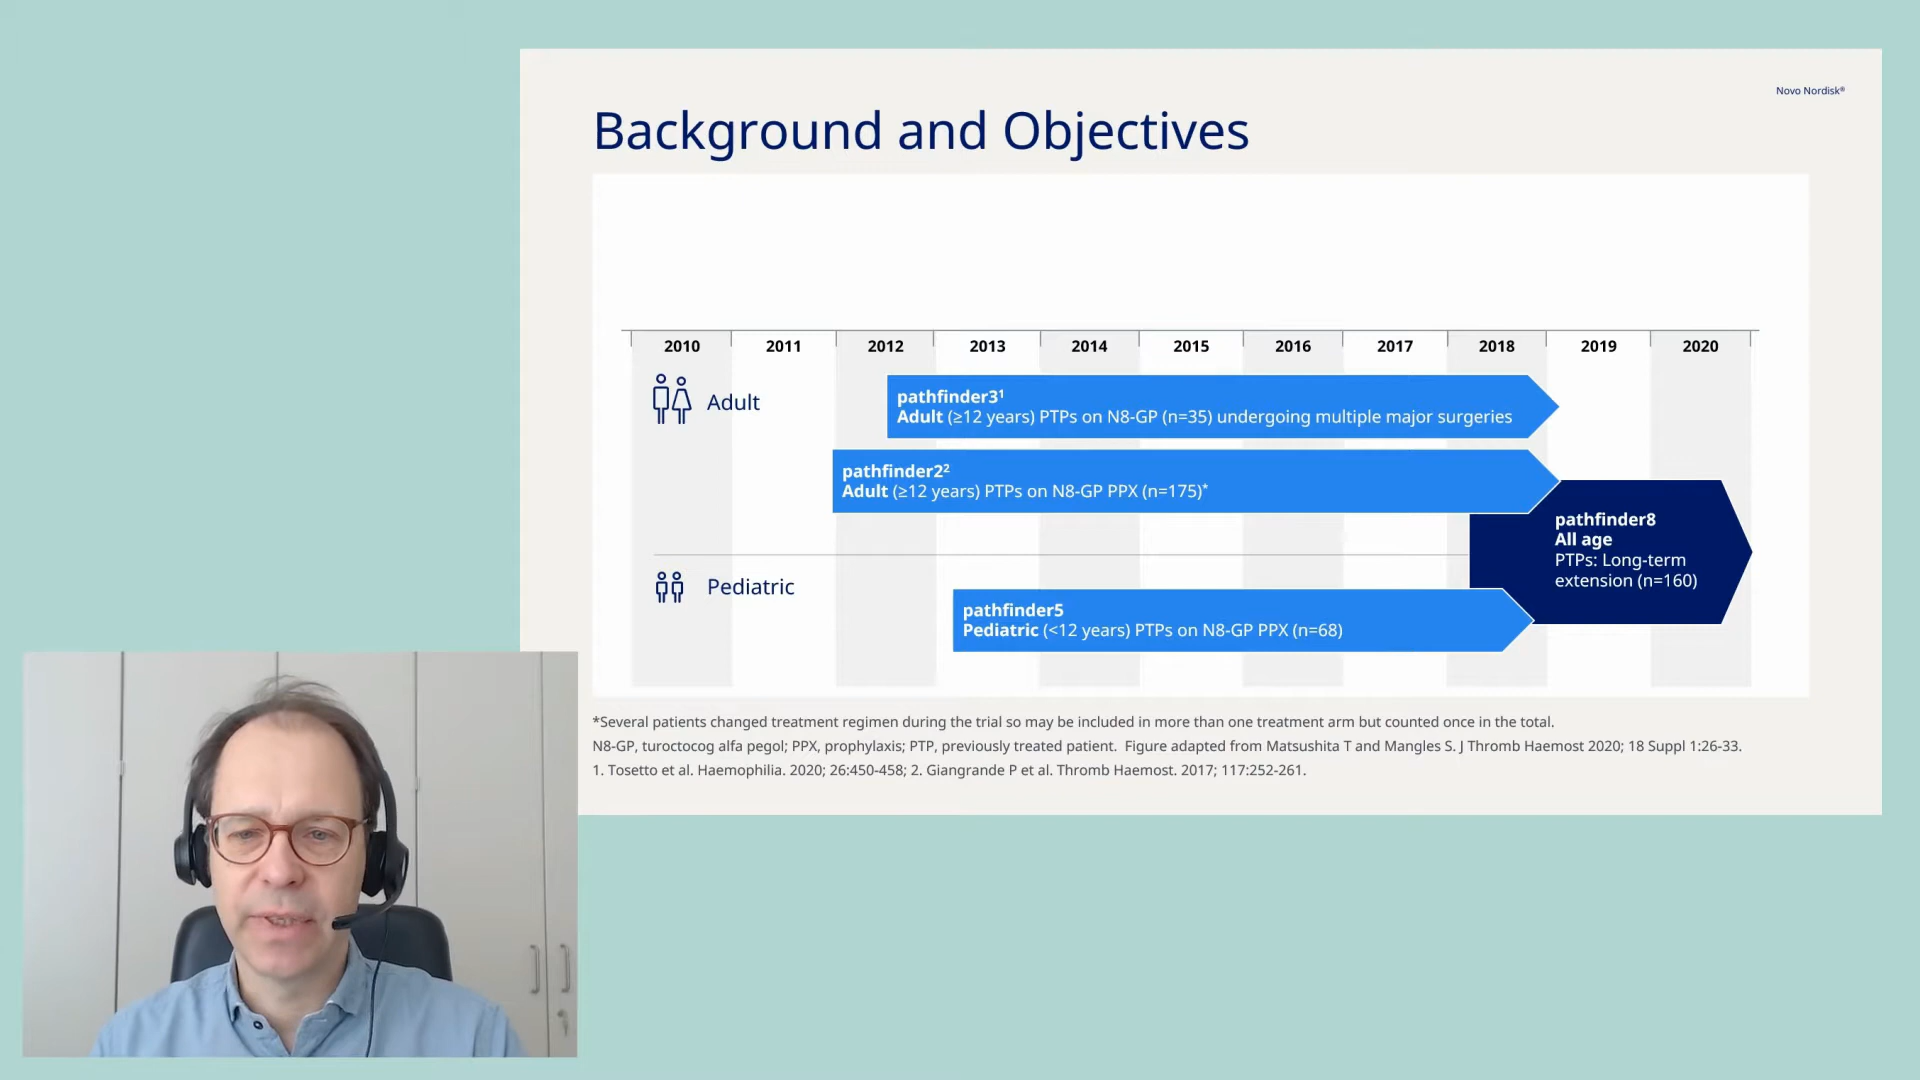 Novo Nordisk®
Background and Objectives
2010 2011 2012 2013 2014 2015 2016 2017 2018 2019 2020
Adult
pathfinder3¹
Adult (≥12 years) PTPs on N8-GP (n=35) undergoing multiple major surgeries
pathfinder2²
Adult (≥12 years) PTPs on N8-GP PPX (n=175)*
pathfinder8
All age
PTPs: Long-term
extension (n=160)
Pediatric
pathfinder5
Pediatric (<12 years) PTPs on N8-GP PPX (n=68)
*Several patients changed treatment regimen during the trial so may be included in more than one treatment arm but counted once in the total.
N8-GP, turoctocog alfa pegol; PPX, prophylaxis; PTP, previously treated patient. Figure adapted from Matsushita T and Mangles S. J Thromb Haemost 2020; 18 Suppl 1:26-33.
1. Tosetto et al. Haemophilia. 2020; 26:450-458; 2. Giangrande P et al. Thromb Haemost. 2017; 117:252-261.